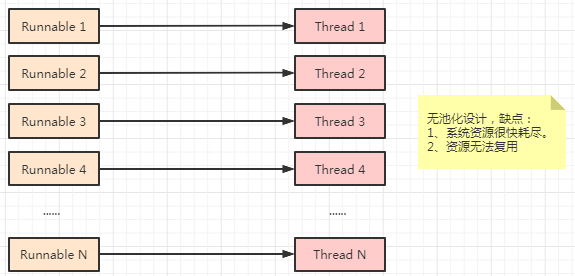 Runnable 1 Thread 1
Runnable 2 Thread 2
Runnable 3 Thread 3
Runnable 4 Thread 4
...... ......
Runnable N Thread N
无池化设计，缺点：
1、系统资源很快耗尽。
2、资源无法复用